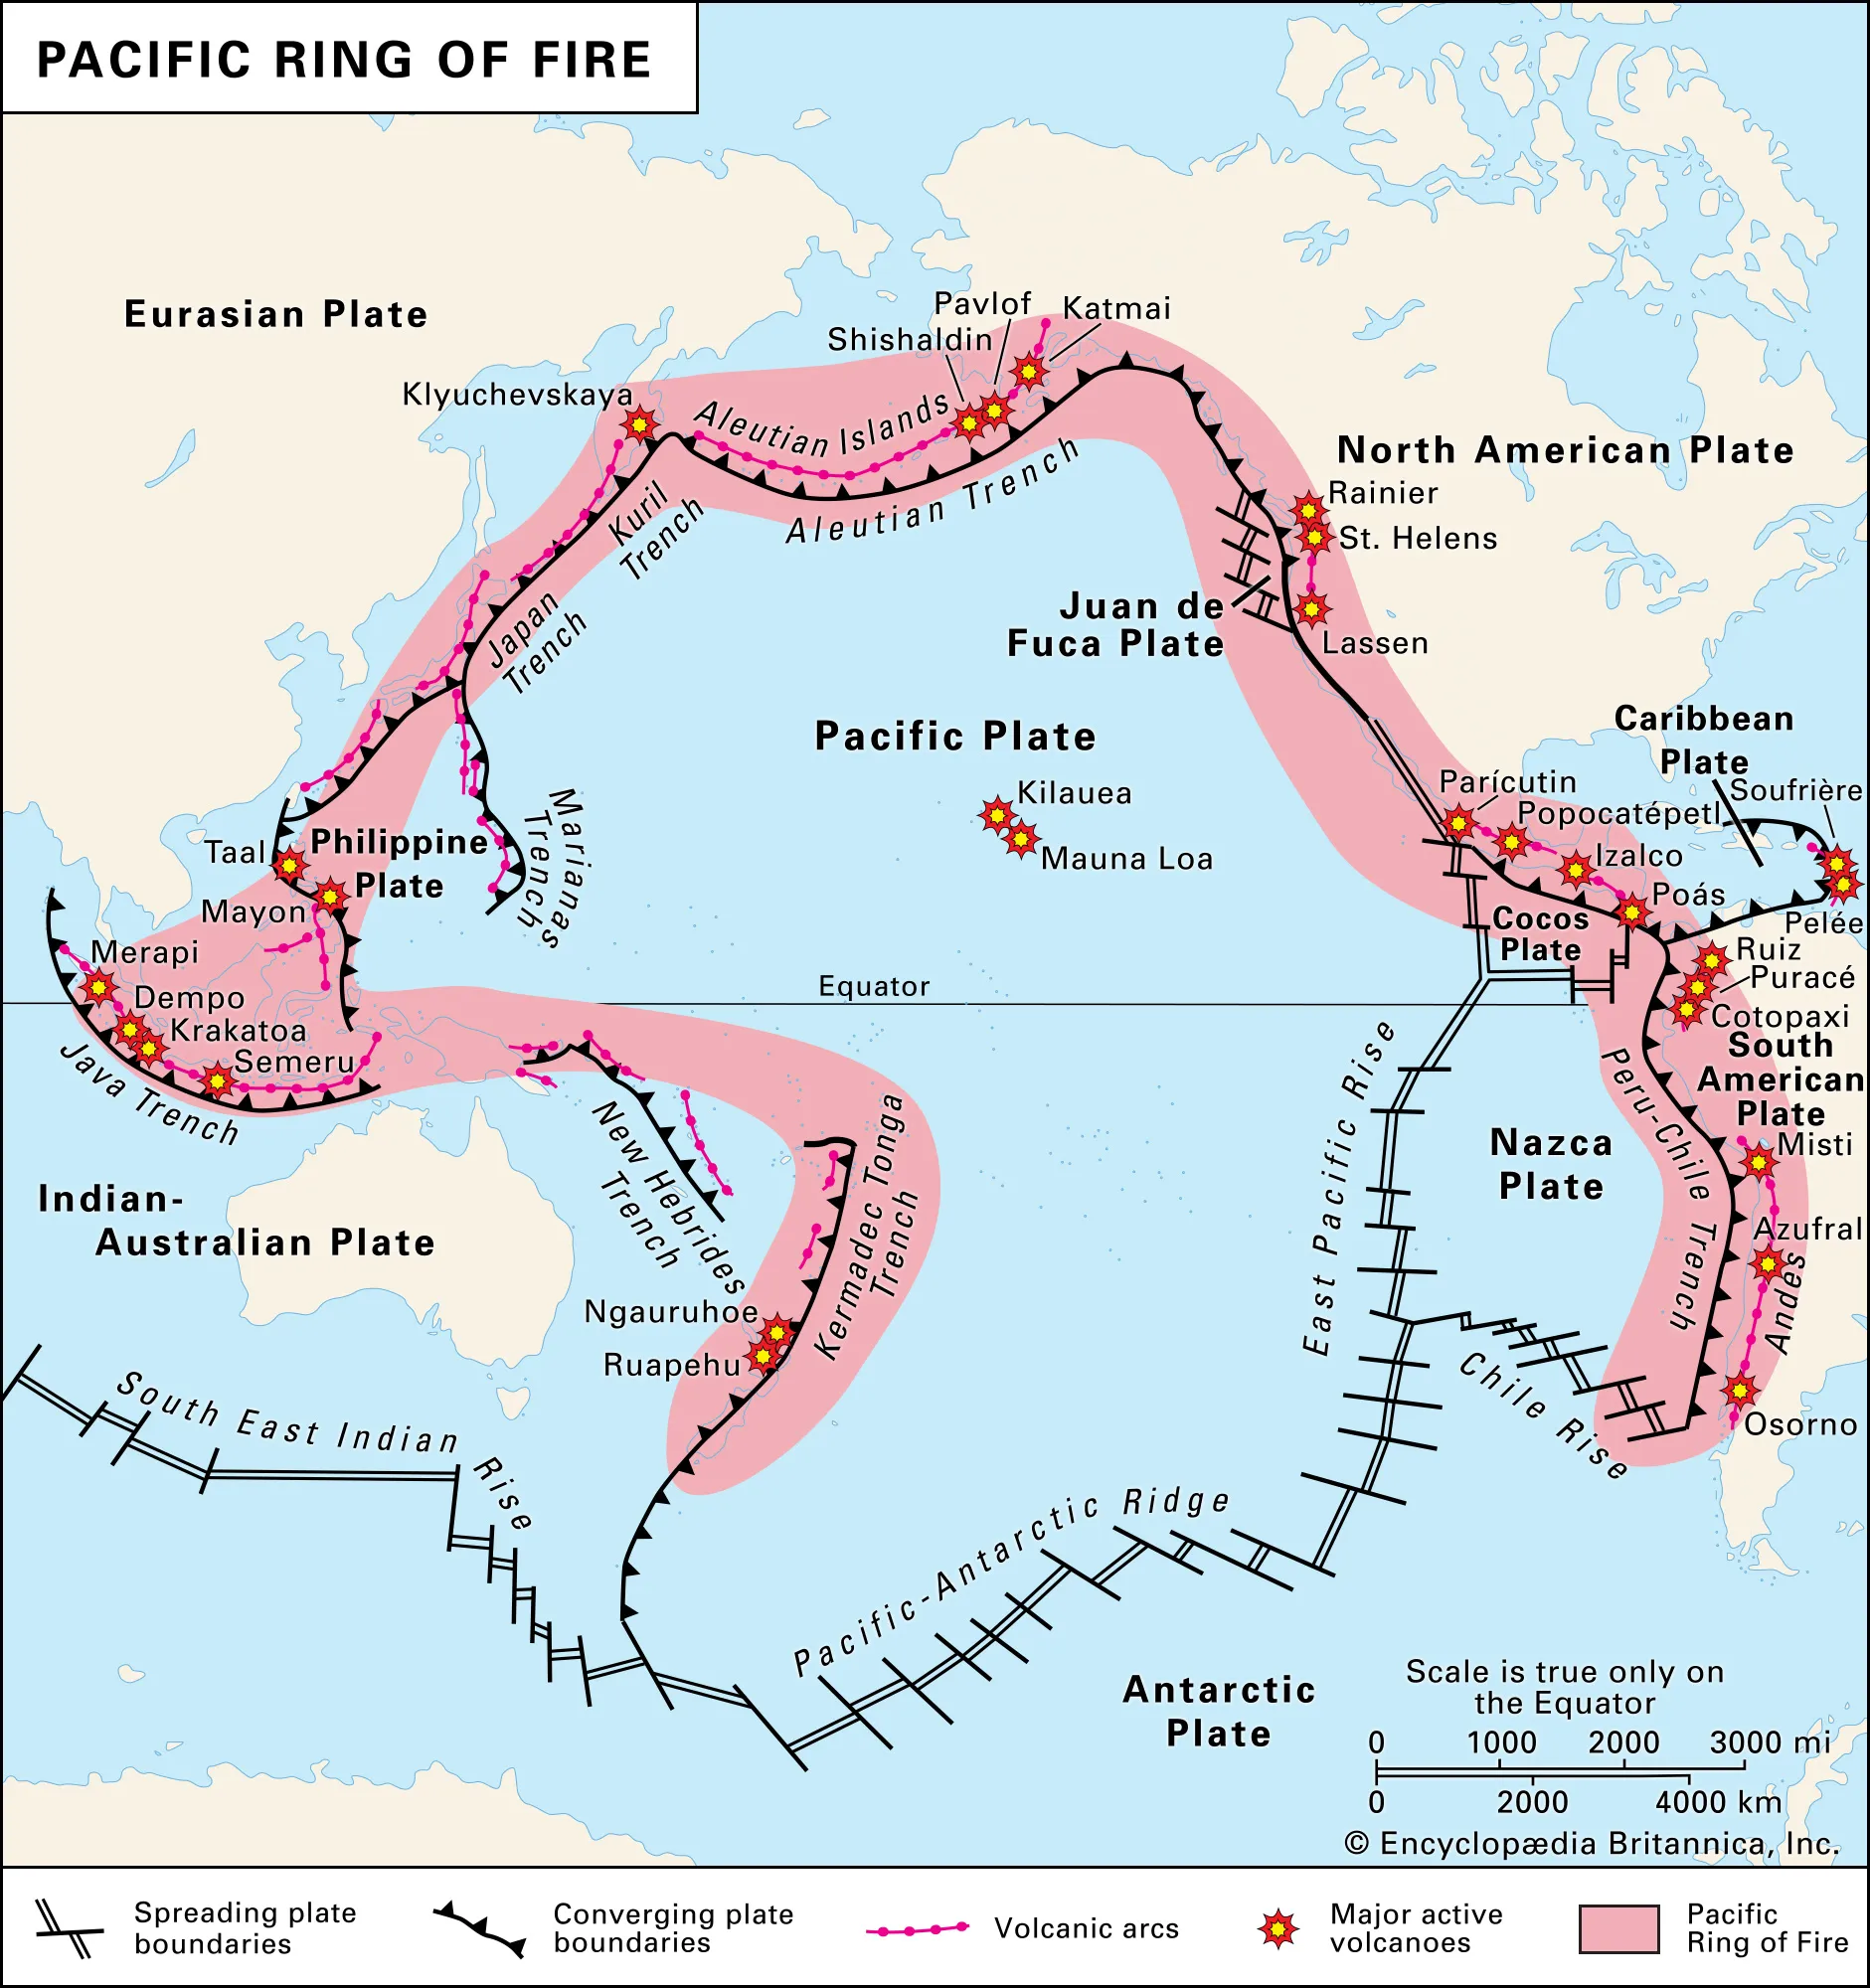 PACIFIC RING OF FIRE
Eurasian Plate
Pavlof
Katmai
Shishaldin
Klyuchevskaya
Aleutian Islands
Aleutian Trench
Kuril
Trench
North American Plate
Rainier
St. Helens
Juan de
Fuca Plate
Lassen
Japan
Trench
Pacific Plate
Caribbean
Plate
Kilauea
Mauna Loa
Parícutin
Soufrière
Popocatépetl
Izalco
Poás
Pelée
Taal
Philippine
Plate
Marianas
Trench
Mayon
Cocos
Plate
Ruiz
Puracé
Cotopaxi
Merapi
Dempo
Krakatoa
Semeru
Java Trench
Equator
South
American
Plate
Misti
Peru-Chile Trench
Nazca
Plate
East Pacific Rise
Azufral
Andes
Indian-
Australian Plate
New Hebrides
Trench
Kermadec Tonga
Trench
Ngauruhoe
Ruapehu
Chile Rise
Osorno
South East Indian Rise
Pacific-Antarctic Ridge
Antarctic
Plate
Scale is true only on
the Equator
0 1000 2000 3000 mi
0 2000 4000 km
© Encyclopædia Britannica, Inc.
Spreading plate
boundaries
Converging plate
boundaries
Volcanic arcs
Major active
volcanoes
Pacific
Ring of Fire